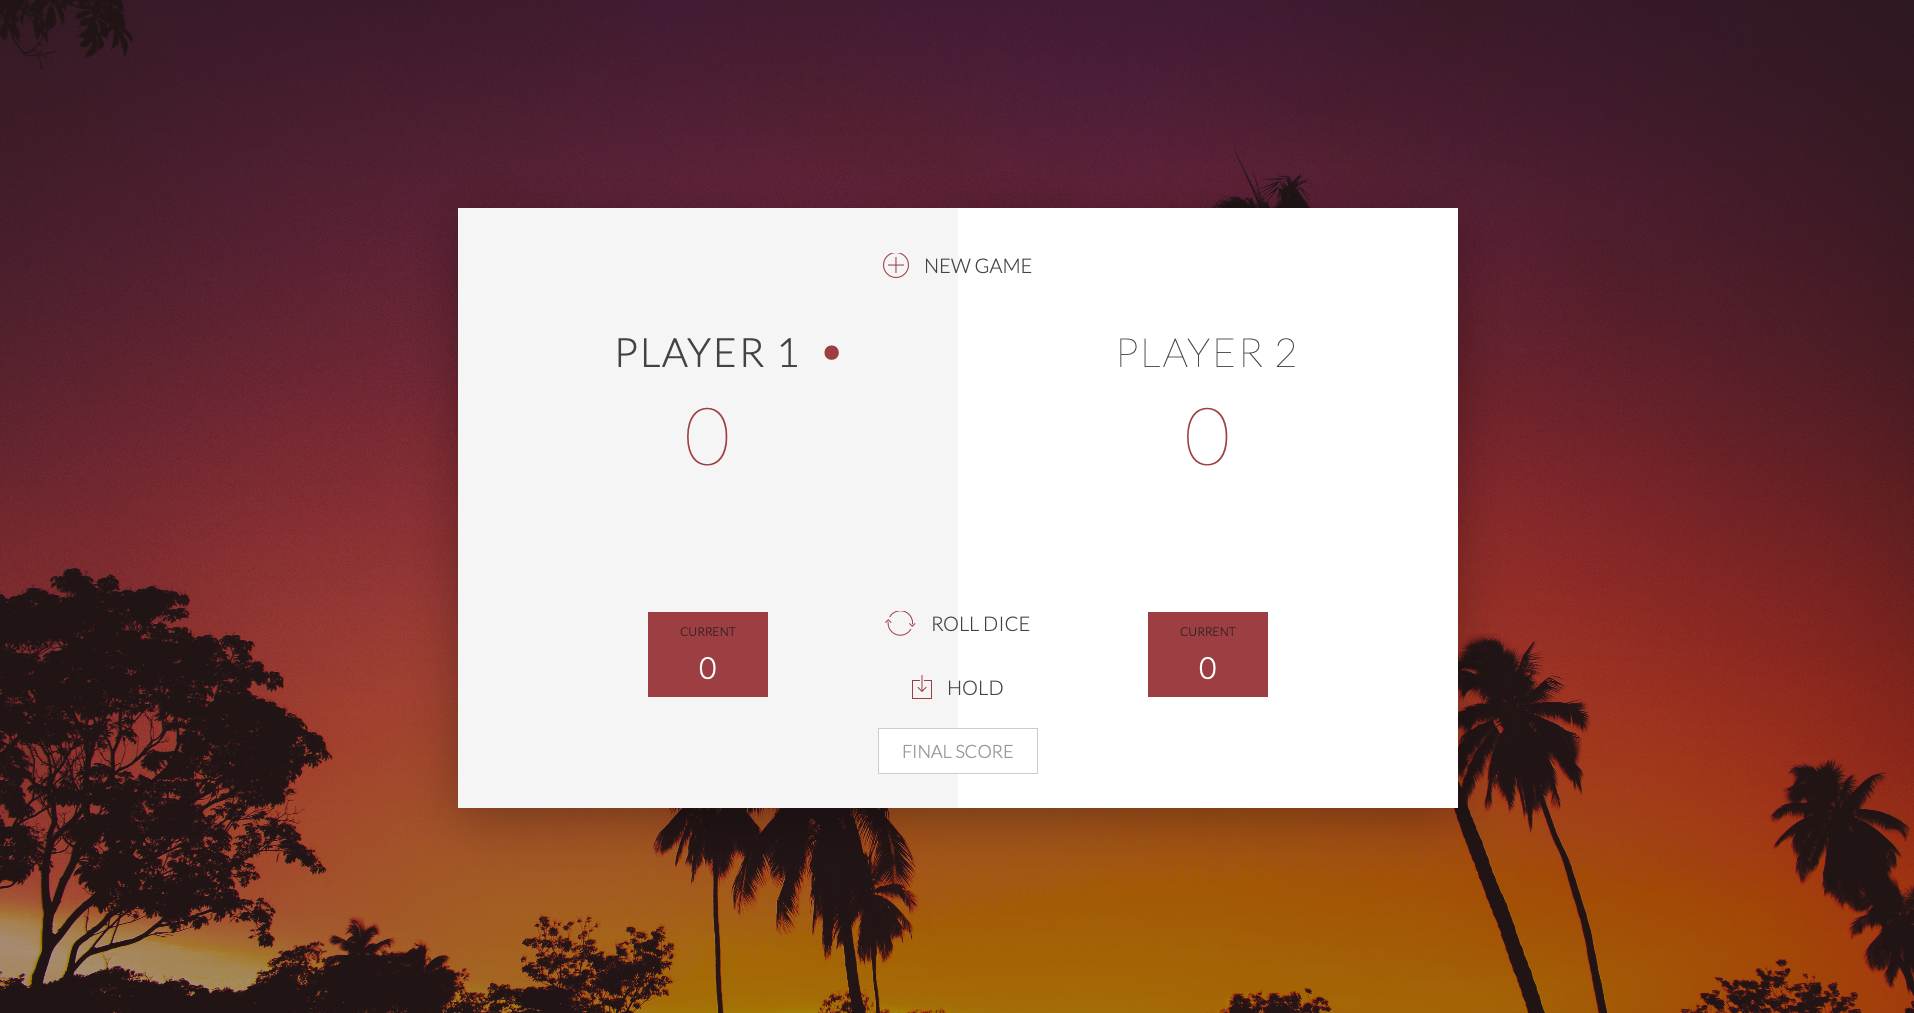 NEW GAME
PLAYER 1
0
PLAYER 2
0
CURRENT
0
ROLL DICE
HOLD
FINAL SCORE
CURRENT
0